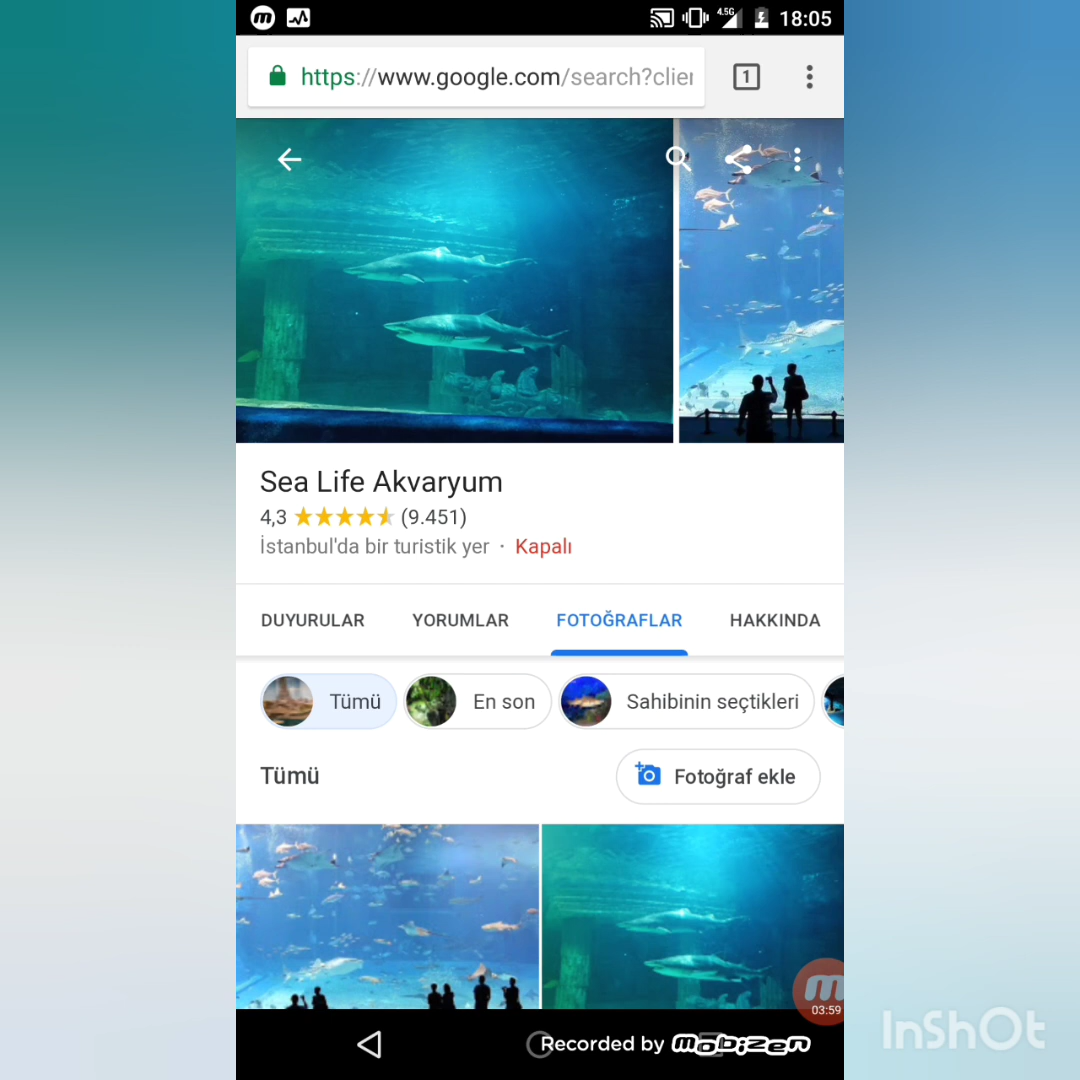 4.5G 18:05
https://www.google.com/search?clier
1
Sea Life Akvaryum
4,3 (9.451)
İstanbul'da bir turistik yer · Kapalı
DUYURULAR YORUMLAR FOTOĞRAFLAR HAKKINDA
Tümü En son Sahibinin seçtikleri
Tümü Fotoğraf ekle
03:59
Recorded by mobizen
InShOt